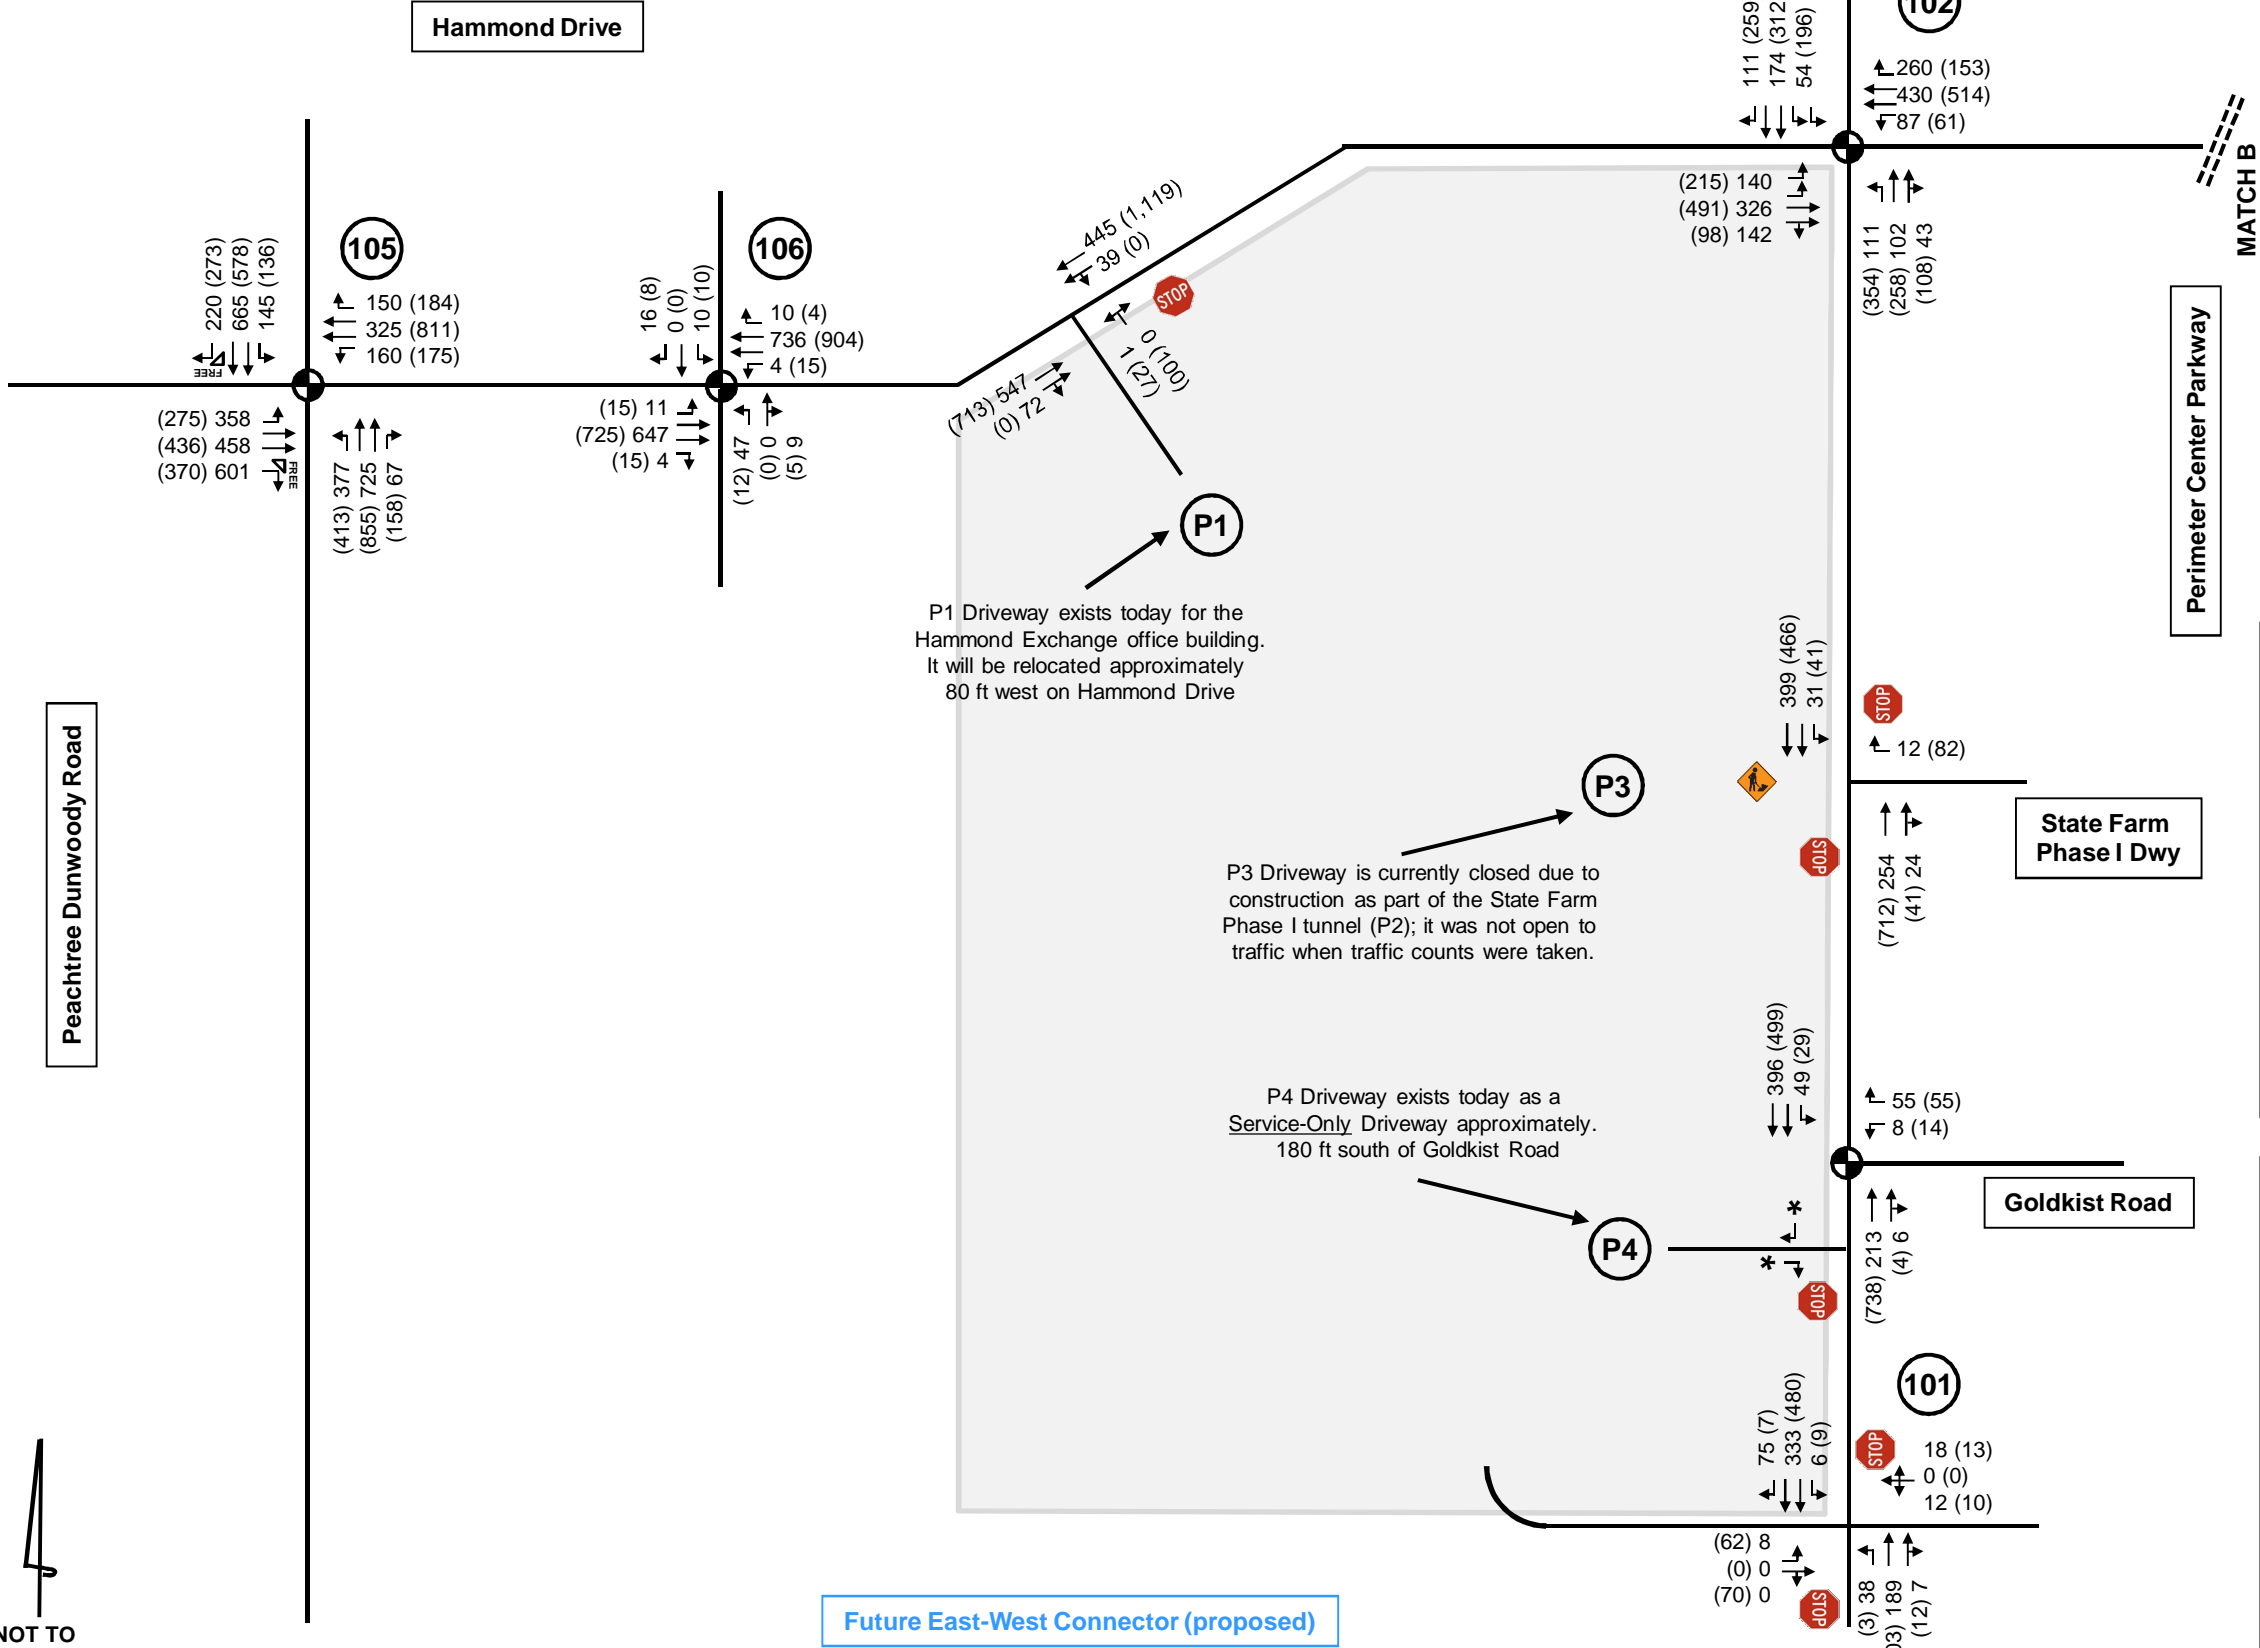 Hammond Drive
102
111 (259
174 (312
54 (196)
260 (153)
430 (514)
87 (61)
MATCH B
(215) 140
(491) 326
(98) 142
(354) 111
(258) 102
(108) 43
445 (1,119)
39 (0)
STOP
0 (100)
1 (27)
(713) 547
(0) 72
105
220 (273)
665 (578)
145 (136)
FREE
150 (184)
325 (811)
160 (175)
(275) 358
(436) 458
(370) 601
FREE
(413) 377
(855) 725
(158) 67
106
16 (8)
0 (0)
10 (10)
10 (4)
736 (904)
4 (15)
(15) 11
(725) 647
(15) 4
(12) 47
(0) 0
(5) 9
P1
P1 Driveway exists today for the
Hammond Exchange office building.
It will be relocated approximately
80 ft west on Hammond Drive
Perimeter Center Parkway
Peachtree Dunwoody Road
399 (466)
31 (41)
STOP
12 (82)
P3
State Farm
Phase I Dwy
STOP
(712) 254
(41) 24
P3 Driveway is currently closed due to
construction as part of the State Farm
Phase I tunnel (P2); it was not open to
traffic when traffic counts were taken.
396 (499)
49 (29)
55 (55)
8 (14)
P4 Driveway exists today as a
Service-Only Driveway approximately.
180 ft south of Goldkist Road
Goldkist Road
P4
*
*
STOP
(738) 213
(4) 6
101
75 (7)
333 (480)
6 (9)
STOP
18 (13)
0 (0)
12 (10)
(62) 8
(0) 0
(70) 0
STOP
(3) 38
03) 189
(12) 7
Future East-West Connector (proposed)
NOT TO